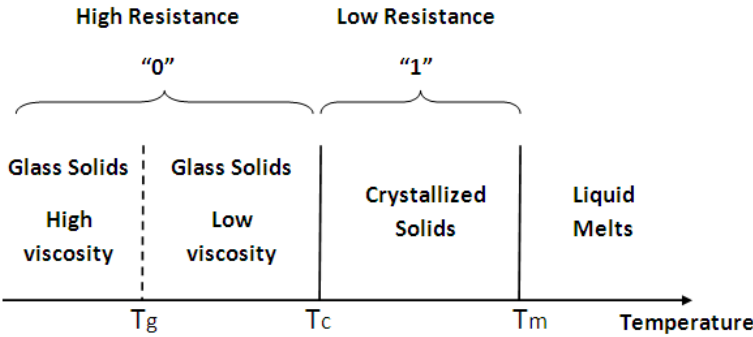 High Resistance
Low Resistance
“0”
“1”
Glass Solids
High
viscosity
Glass Solids
Low
viscosity
Crystallized
Solids
Liquid
Melts
Tg
Tc
Tm
Temperature